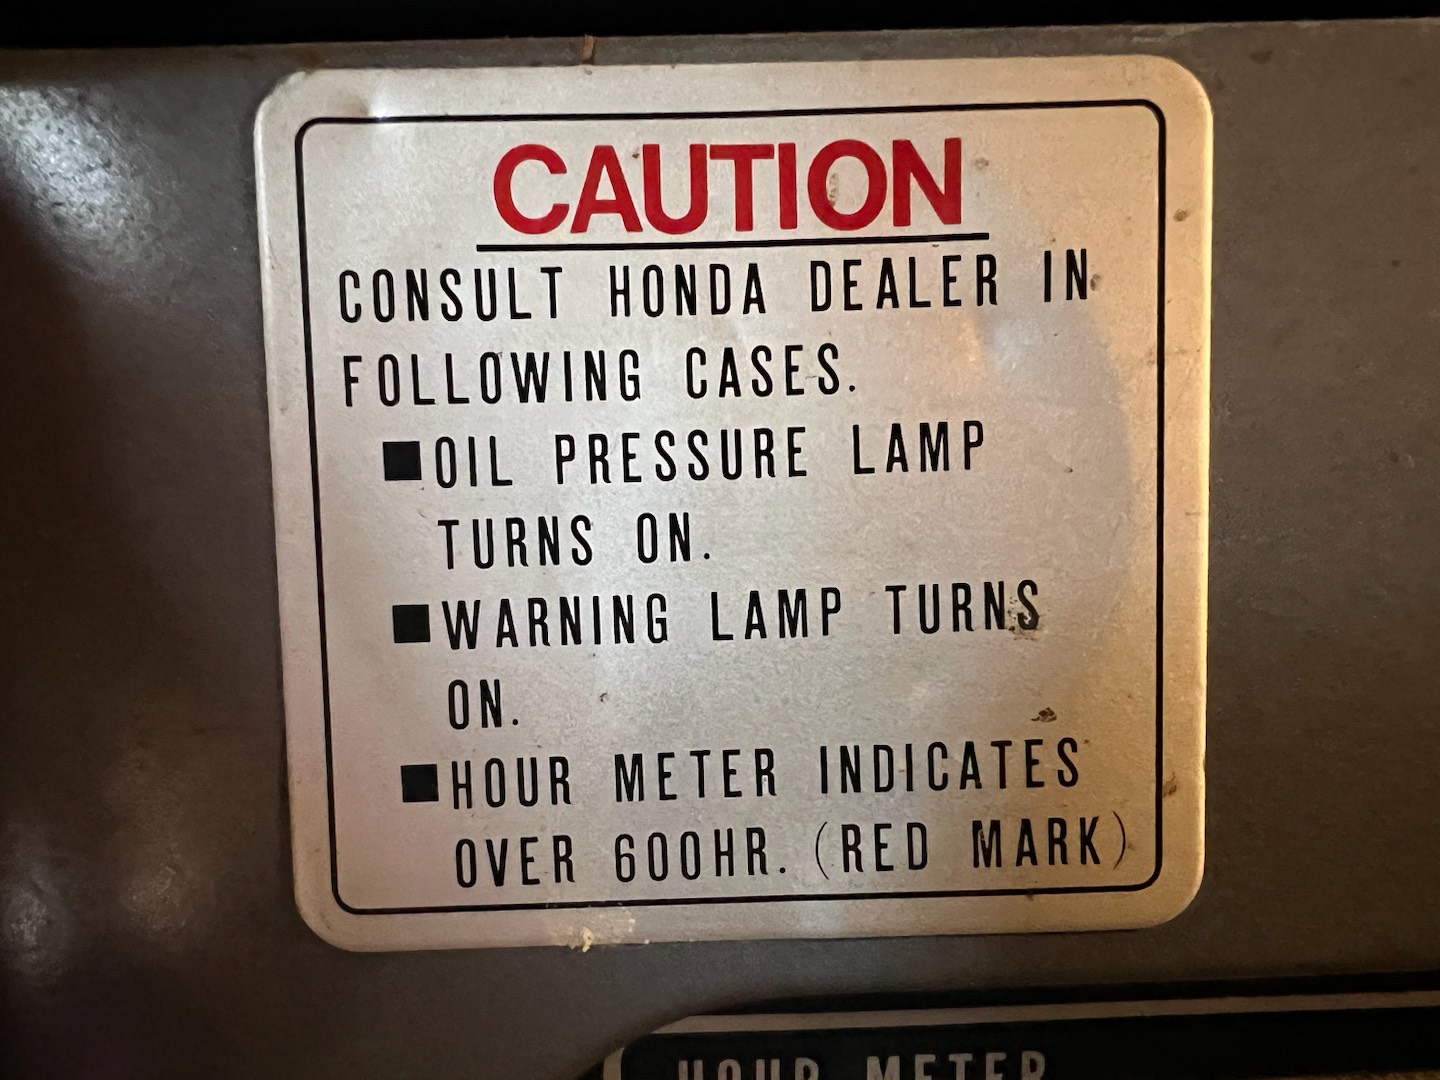 CAUTION
CONSULT HONDA DEALER IN
FOLLOWING CASES.
■OIL PRESSURE LAMP
TURNS ON.
■WARNING LAMP TURNS
ON.
■HOUR METER INDICATES
OVER 600HR. (RED MARK)
HOUR METER